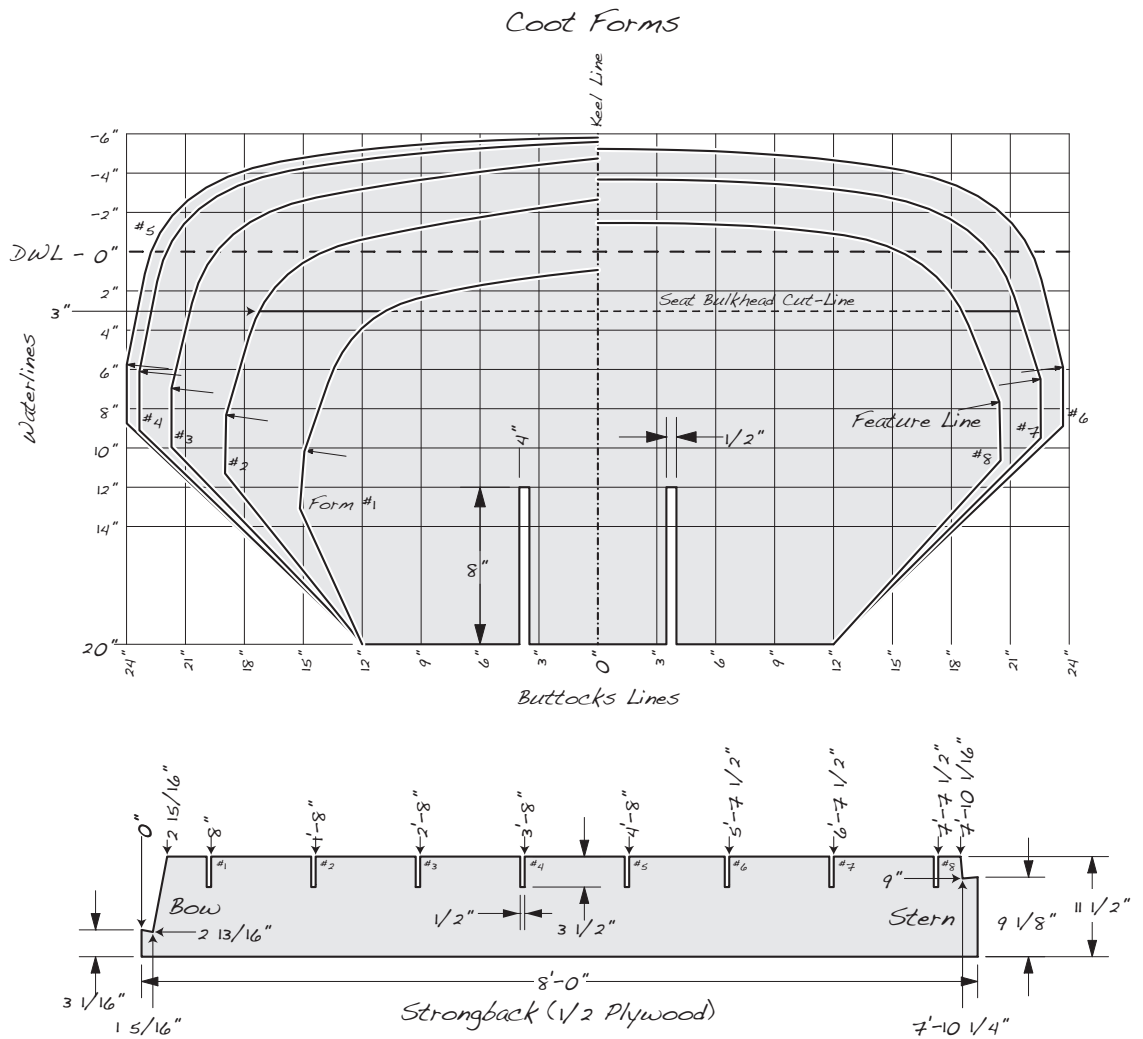 Coot Forms
Keel Line
-6"
-4"
-2"
DWL - 0"
2"
3"
4"
6"
8"
10"
12"
14"
20"
Waterlines
#5
#4
#3
#2
Form #1
Seat Bulkhead Cut-Line
Feature Line
#6
#7
#8
4"
1/2"
8"
24" 21" 18" 15" 12" 9" 6" 3" 0" 3" 6" 9" 12" 15" 18" 21" 24"
Buttocks Lines
0" 2 15/16" 8" 1'-8" 2'-8" 3'-8" 4'-8" 5'-7 1/2" 6'-7 1/2" 7'-7 1/2" 7'-10 1/16"
#1 #2 #3 #4 #5 #6 #7 #8
Bow
2 13/16"
1/2"
3 1/2"
9"
Stern
9 1/8"
11 1/2"
8'-0"
3 1/16"
1 5/16"
Strongback (1/2 Plywood)
7'-10 1/4"